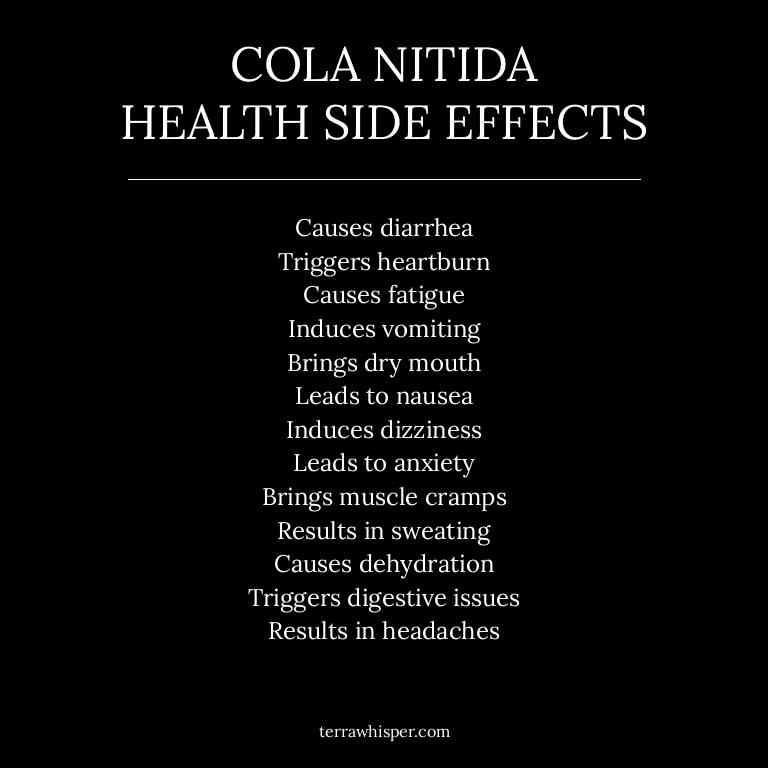 COLA NITIDA
HEALTH SIDE EFFECTS
Causes diarrhea
Triggers heartburn
Causes fatigue
Induces vomiting
Brings dry mouth
Leads to nausea
Induces dizziness
Leads to anxiety
Brings muscle cramps
Results in sweating
Causes dehydration
Triggers digestive issues
Results in headaches
terrawhisper.com